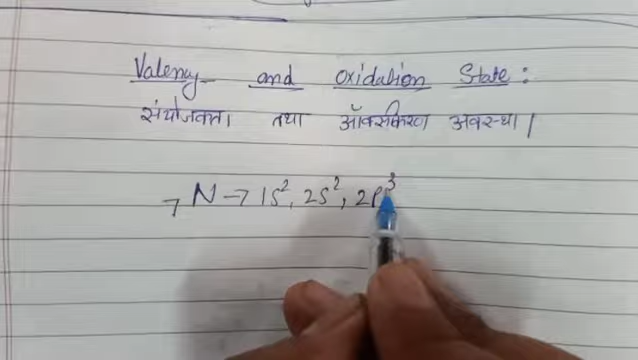 Valency and oxidation State:
संयोजकता तथा ऑक्सीकरण अवस्था।
₇N → 1S², 2S², 2P³